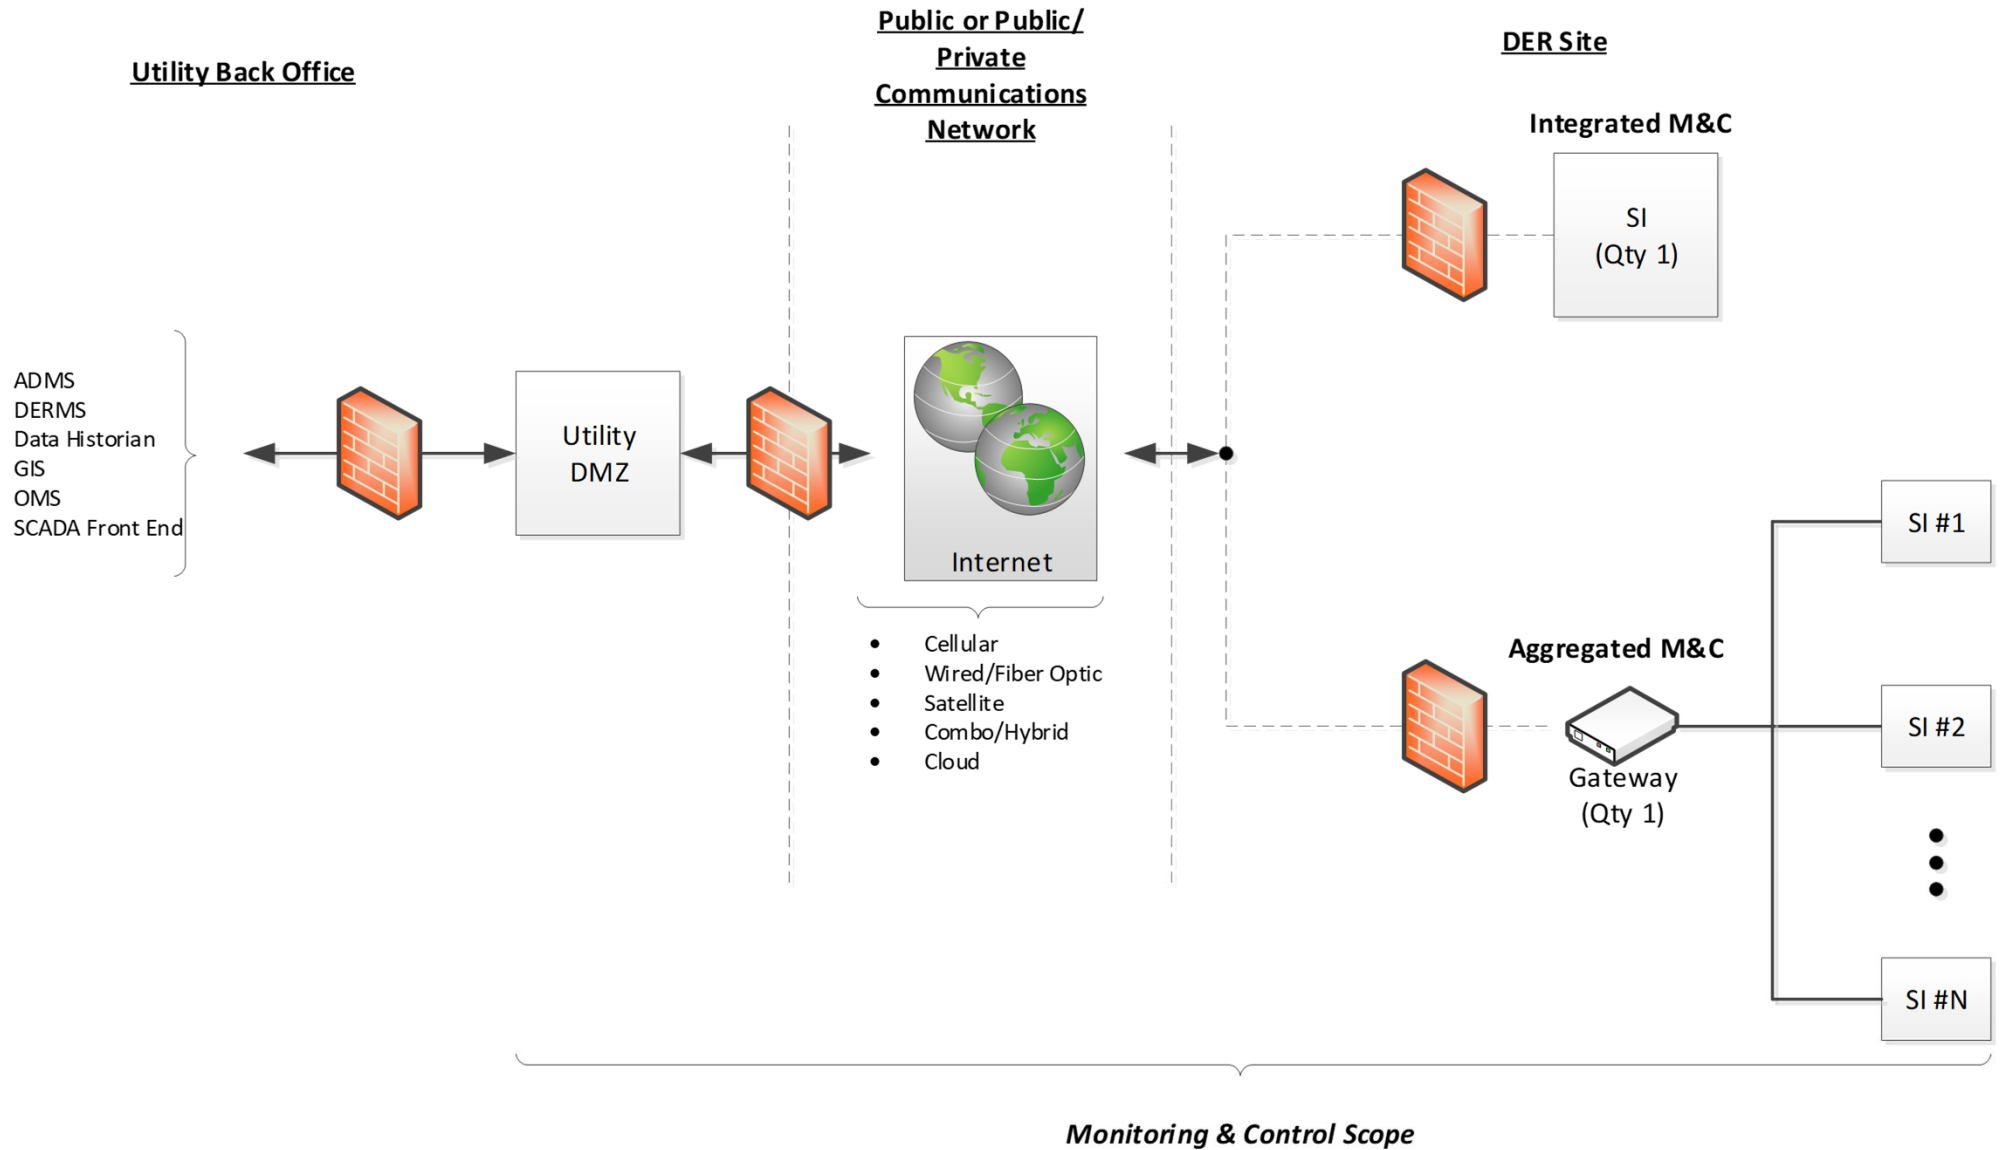 Utility Back Office
Public or Public/
Private
Communications
Network
DER Site
Integrated M&C
SI
(Qty 1)
ADMS
DERMS
Data Historian
GIS
OMS
SCADA Front End
Utility
DMZ
Internet
Cellular
Wired/Fiber Optic
Satellite
Combo/Hybrid
Cloud
Aggregated M&C
Gateway
(Qty 1)
SI #1
SI #2
SI #N
Monitoring & Control Scope